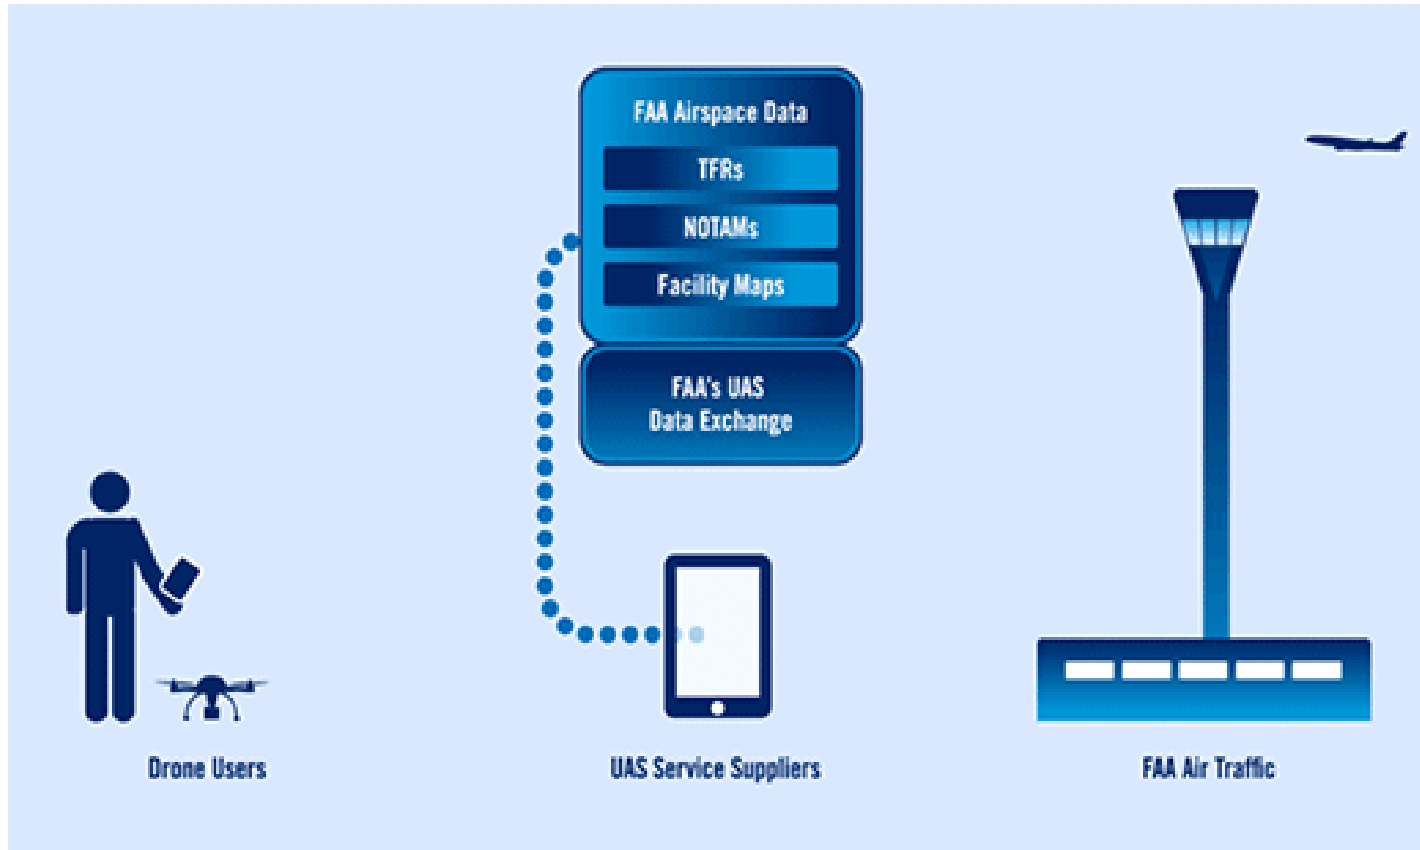 FAA Airspace Data
TFRs
NOTAMs
Facility Maps
FAA's UAS
Data Exchange
Drone Users
UAS Service Suppliers
FAA Air Traffic